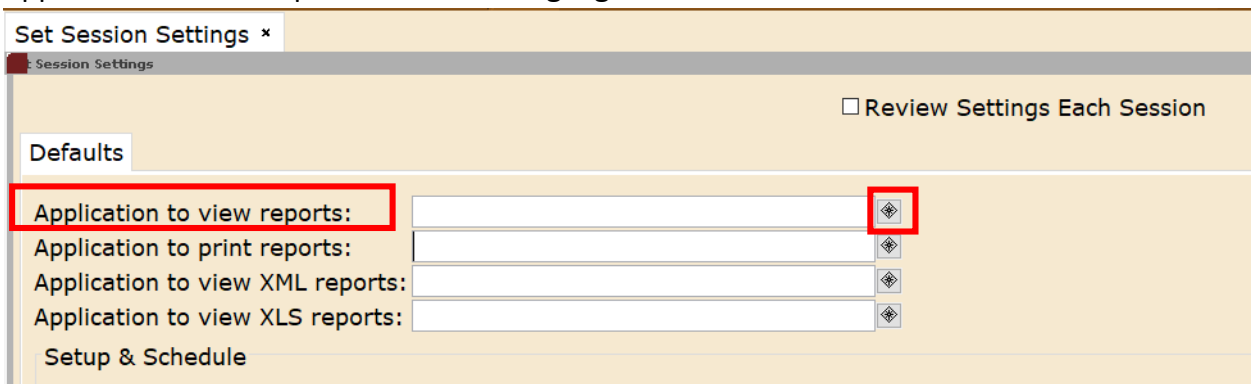 Set Session Settings ×
t Session Settings
Review Settings Each Session
Defaults
Application to view reports:
Application to print reports:
Application to view XML reports:
Application to view XLS reports:
Setup & Schedule